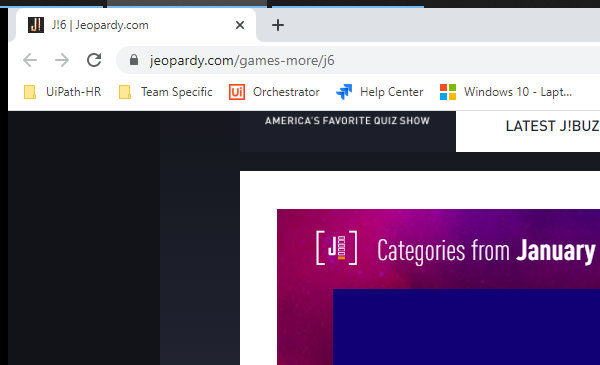 J!6 | Jeopardy.com
jeopardy.com/games-more/j6
UiPath-HR Team Specific Ui Orchestrator Help Center Windows 10 - Lapt...
AMERICA'S FAVORITE QUIZ SHOW
LATEST J!BUZ
[J!] Categories from January